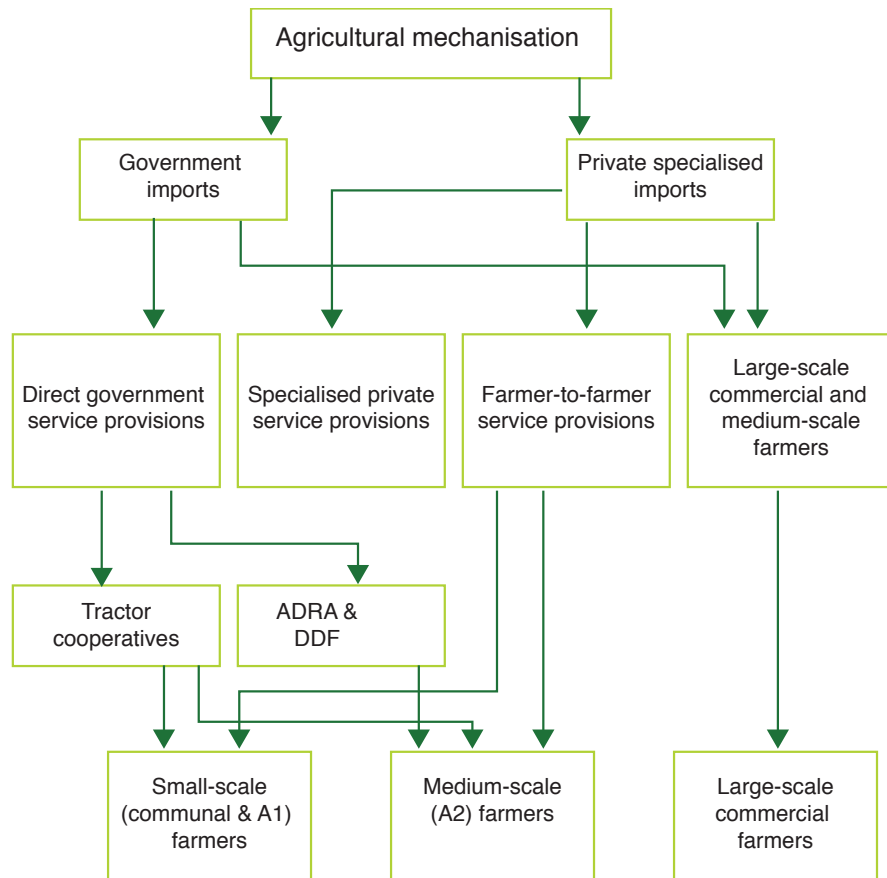 Agricultural mechanisation
Government
imports
Private specialised
imports
Direct government
service provisions
Specialised private
service provisions
Farmer-to-farmer
service provisions
Large-scale
commercial and
medium-scale
farmers
Tractor
cooperatives
ADRA &
DDF
Small-scale
(communal & A1)
farmers
Medium-scale
(A2) farmers
Large-scale
commercial
farmers